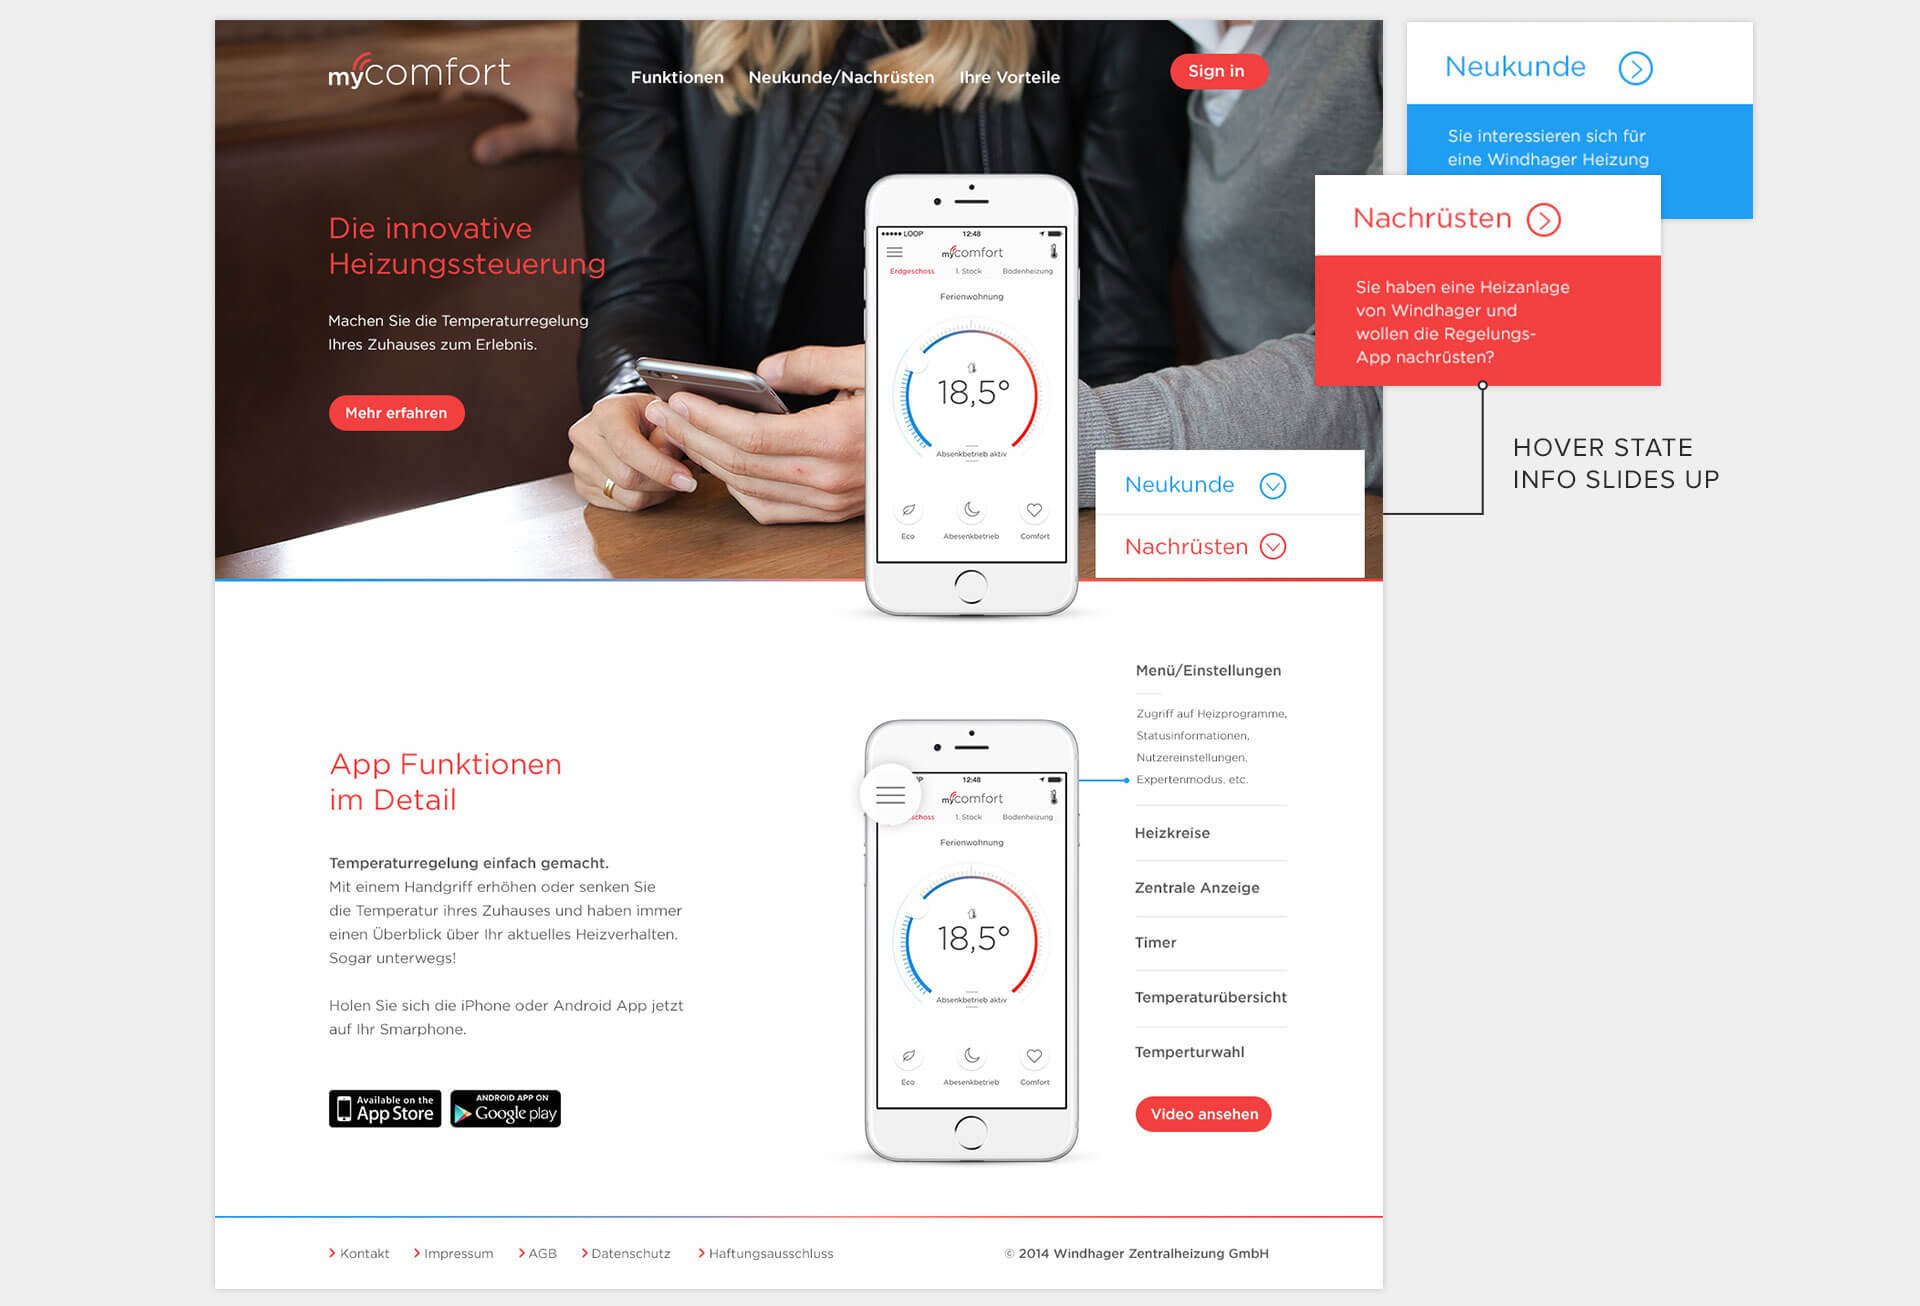 mycomfort
Funktionen
Neukunde/Nachrüsten
Ihre Vorteile
Sign in
Die innovative
Heizungssteuerung
Machen Sie die Temperaturregelung
Ihres Zuhauses zum Erlebnis.
Mehr erfahren
LOOP 12:48
mycomfort
Erdgeschoss 1. Stock Bodenheizung
Ferienwohnung
18,5°
Absenkbetrieb aktiv
Eco Abesenkbetrieb Comfort
Neukunde
Nachrüsten
Neukunde
Sie interessieren sich für
eine Windhager Heizung
Nachrüsten
Sie haben eine Heizanlage
von Windhager und
wollen die Regelungs-
App nachrüsten?
HOVER STATE
INFO SLIDES UP
App Funktionen
im Detail
Temperaturregelung einfach gemacht.
Mit einem Handgriff erhöhen oder senken Sie
die Temperatur ihres Zuhauses und haben immer
einen Überblick über Ihr aktuelles Heizverhalten.
Sogar unterwegs!
Holen Sie sich die iPhone oder Android App jetzt
auf Ihr Smarphone.
Available on the
App Store
ANDROID APP ON
Google play
OP 12:48
mycomfort
schoss 1. Stock Bodenheizung
Ferienwohnung
18,5°
Absenkbetrieb aktiv
Eco Abesenkbetrieb Comfort
Menü/Einstellungen
Zugriff auf Heizprogramme,
Statusinformationen,
Nutzereinstellungen,
Expertenmodus. etc.
Heizkreise
Zentrale Anzeige
Timer
Temperaturübersicht
Temperturwahl
Video ansehen
Kontakt
Impressum
AGB
Datenschutz
Haftungsausschluss
© 2014 Windhager Zentralheizung GmbH